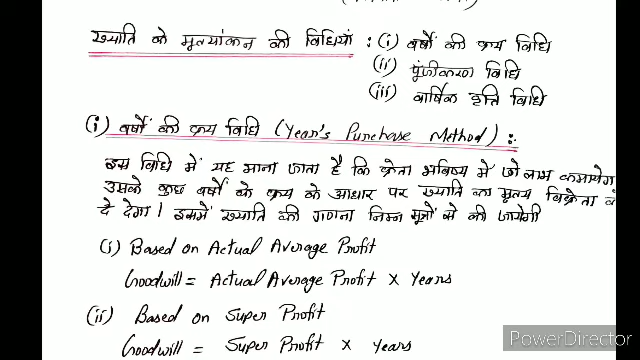 ख्याति के मूल्यांकन की विधियां : (i) वर्षों की क्रय विधि
(ii) पूंजीकरण विधि
(iii) वार्षिक वृत्ति विधि
(i) वर्षों की क्रय विधि (Year's Purchase Method) :-
इस विधि में यह माना जाता है कि क्रेता भविष्य में जो लाभ कमायेगा
उसके कुछ वर्षों के क्रय के आधार पर ख्याति का मूल्य विक्रेता
दे देगा। इसमें ख्याति की गणना निम्न सूत्रों से की जायेगी
(i) Based on Actual Average Profit
Goodwill = Actual Average Profit X Years
(ii) Based on Super Profit
Goodwill = Super Profit x Years
PowerDirector